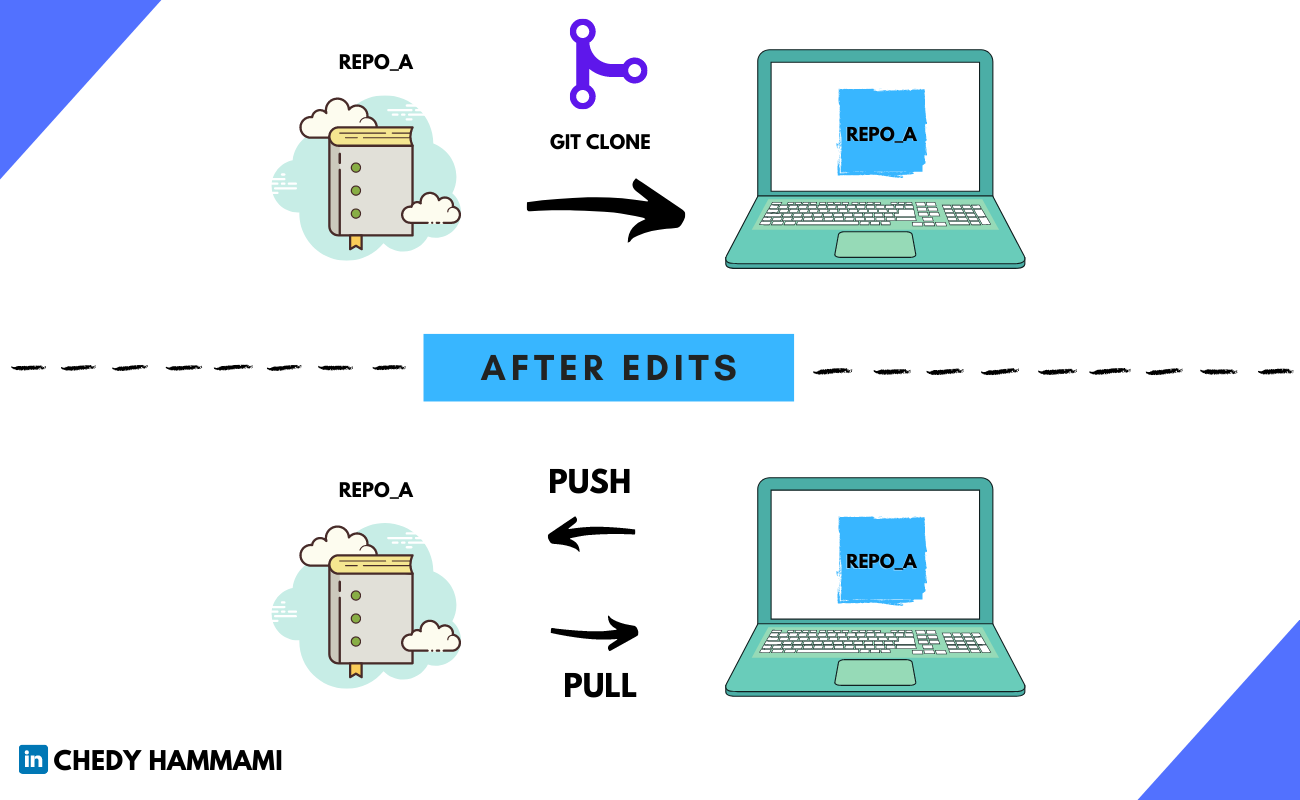 REPO_A
GIT CLONE
REPO_A
AFTER EDITS
REPO_A
PUSH
REPO_A
PULL
in CHEDY HAMMAMI